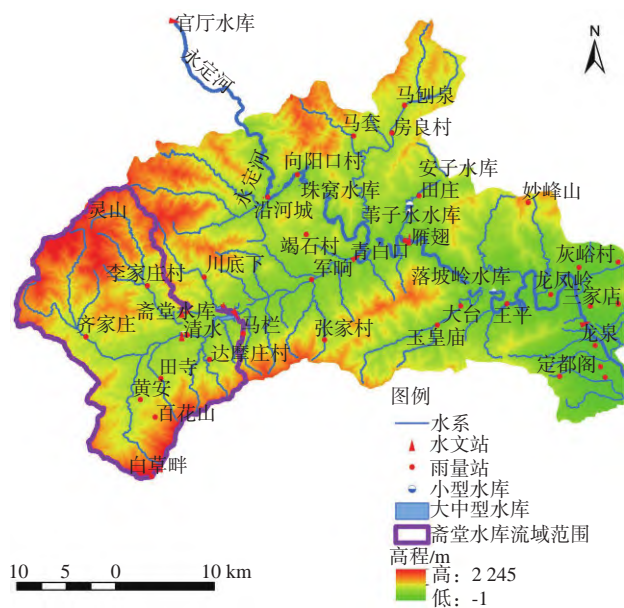 官厅水库
N
永定河
马刨泉
马套
房良村
向阳口村
安子水库
永定河
珠窝水库
田庄
妙峰山
灵山
沿河城
苇子水水库
雁翅
竭石村
青白口
灰峪村
李家庄村
川底下
军响
落坡岭水库
龙凤岭
斋堂水库
三家店
齐家庄
清水
马栏
张家村
大台
王平
玉皇庙
龙泉
达摩庄村
田寺
定都阁
黄安
百花山
白草畔
图例
水系
水文站
雨量站
小型水库
大中型水库
斋堂水库流域范围
高程/m
高：2 245
低：-1
10 5 0 10 km